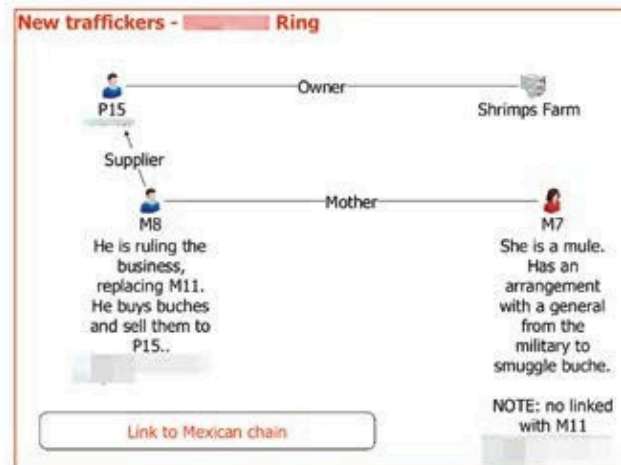 New traffickers - Ring
Owner
P15
Shrimps Farm
Supplier
Mother
M8
M7
He is ruling the
business,
replacing M11.
He buys buches
and sell them to
P15..
She is a mule.
Has an
arrangement
with a general
from the
military to
smuggle buche.
NOTE: no linked
with M11
Link to Mexican chain